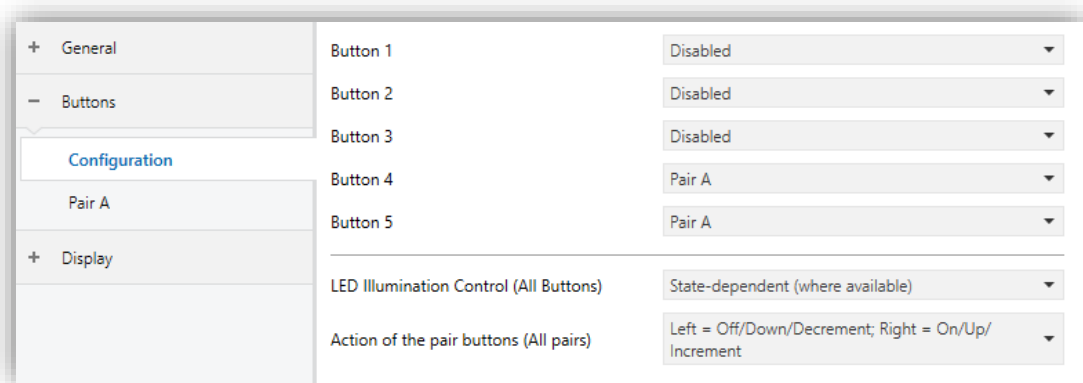 + General
− Buttons
Configuration
Pair A
+ Display
Button 1 Disabled
Button 2 Disabled
Button 3 Disabled
Button 4 Pair A
Button 5 Pair A
LED Illumination Control (All Buttons) State-dependent (where available)
Action of the pair buttons (All pairs) Left = Off/Down/Decrement; Right = On/Up/
Increment